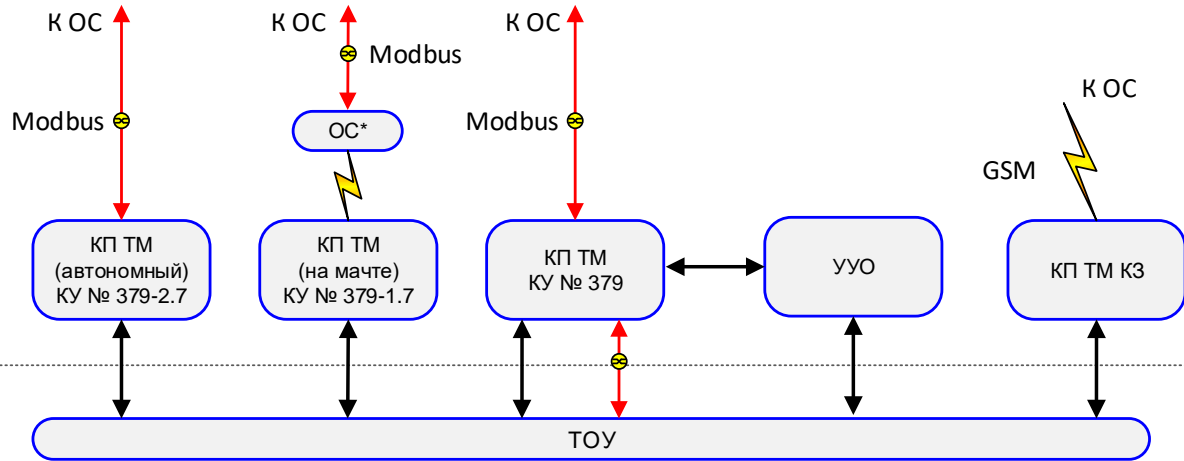 К ОС
К ОС
К ОС
Modbus
К ОС
Modbus
Modbus
ОС*
GSM
КП ТМ
(автономный)
КУ № 379-2.7
КП ТМ
(на мачте)
КУ № 379-1.7
КП ТМ
КУ № 379
УУО
КП ТМ КЗ
ТОУ